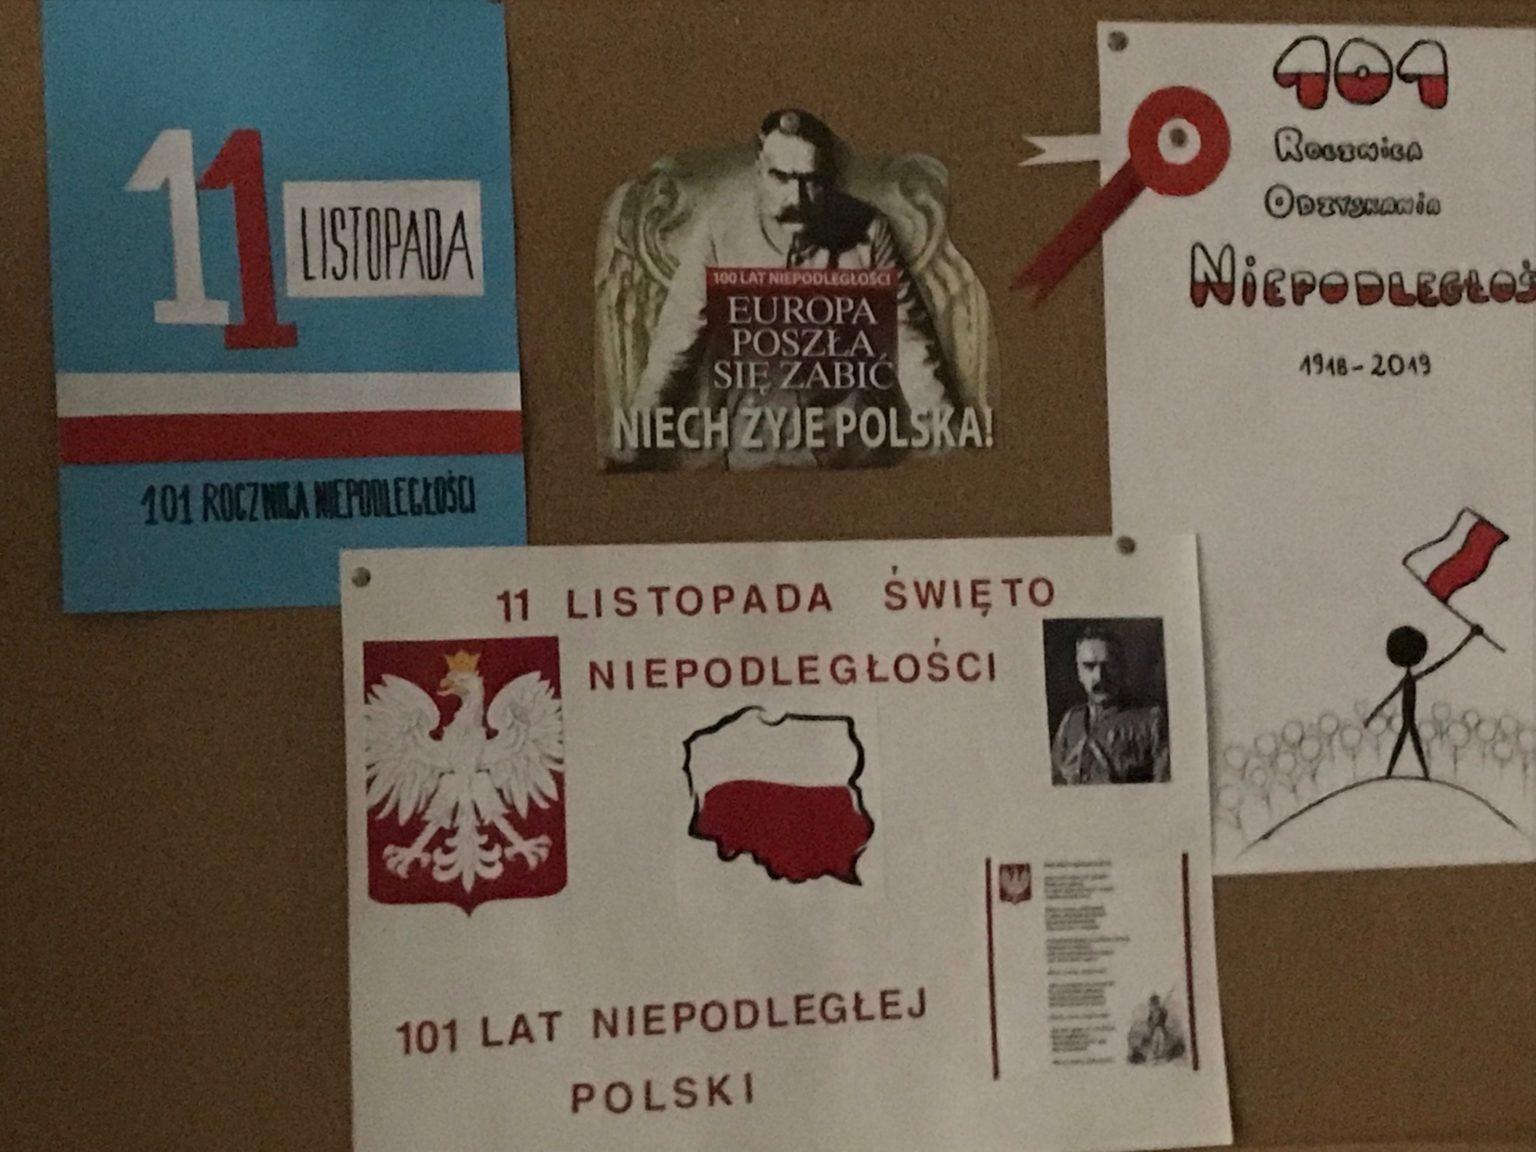 11
LISTOPADA
101 ROCZNICA NIEPODLEGŁOŚCI
100 LAT NIEPODLEGŁOŚCI
EUROPA
POSZŁA
SIĘ ZABIĆ
NIECH ŻYJE POLSKA!
101
ROCZNICA
ODZYSKANIA
NIEPODLEGŁOŚ
1918-2019
11 LISTOPADA ŚWIĘTO
NIEPODLEGŁOŚCI
101 LAT NIEPODLEGŁEJ
POLSKI